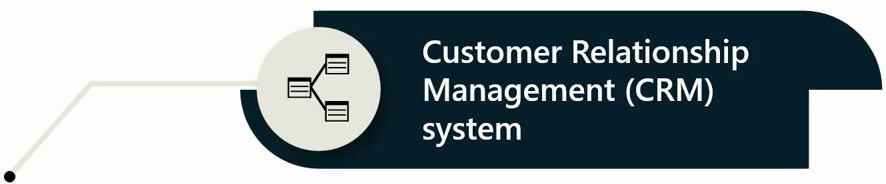 Customer Relationship
Management (CRM)
system